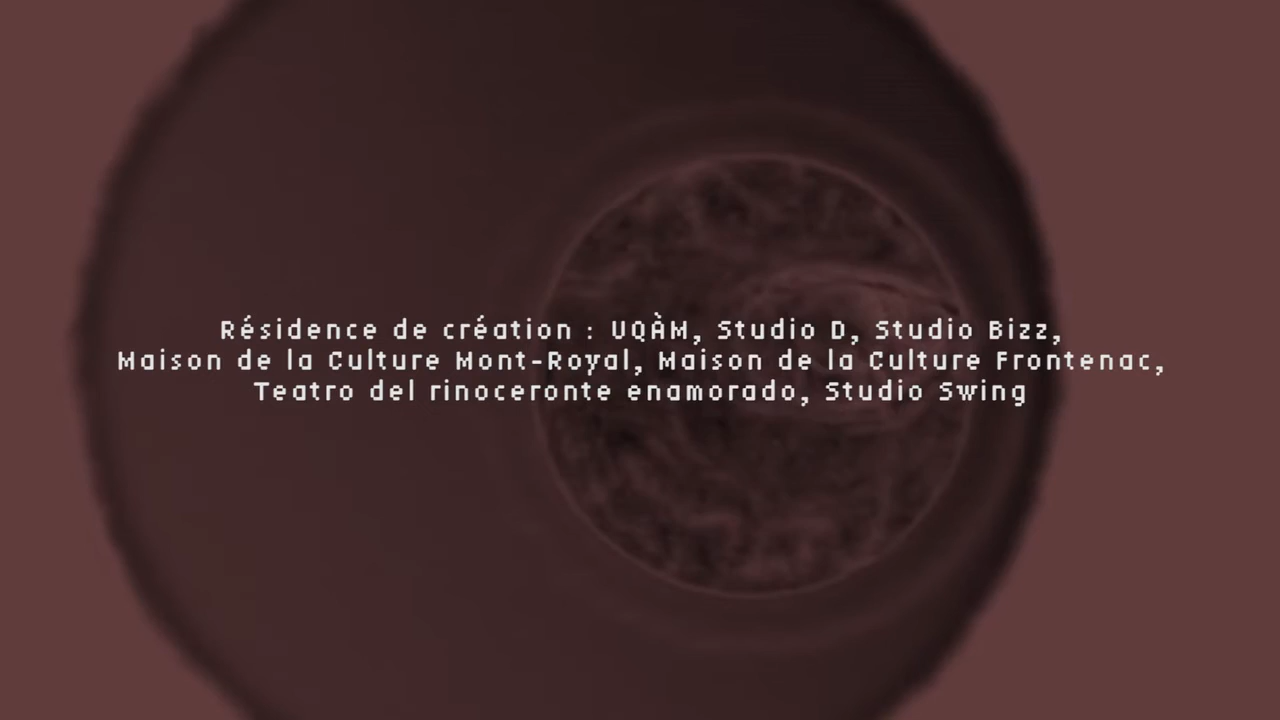 Résidence de création : UQÀM, Studio D, Studio Bizz,
Maison de la Culture Mont-Royal, Maison de la Culture Frontenac,
Teatro del rinoceronte enamorado, Studio Swing